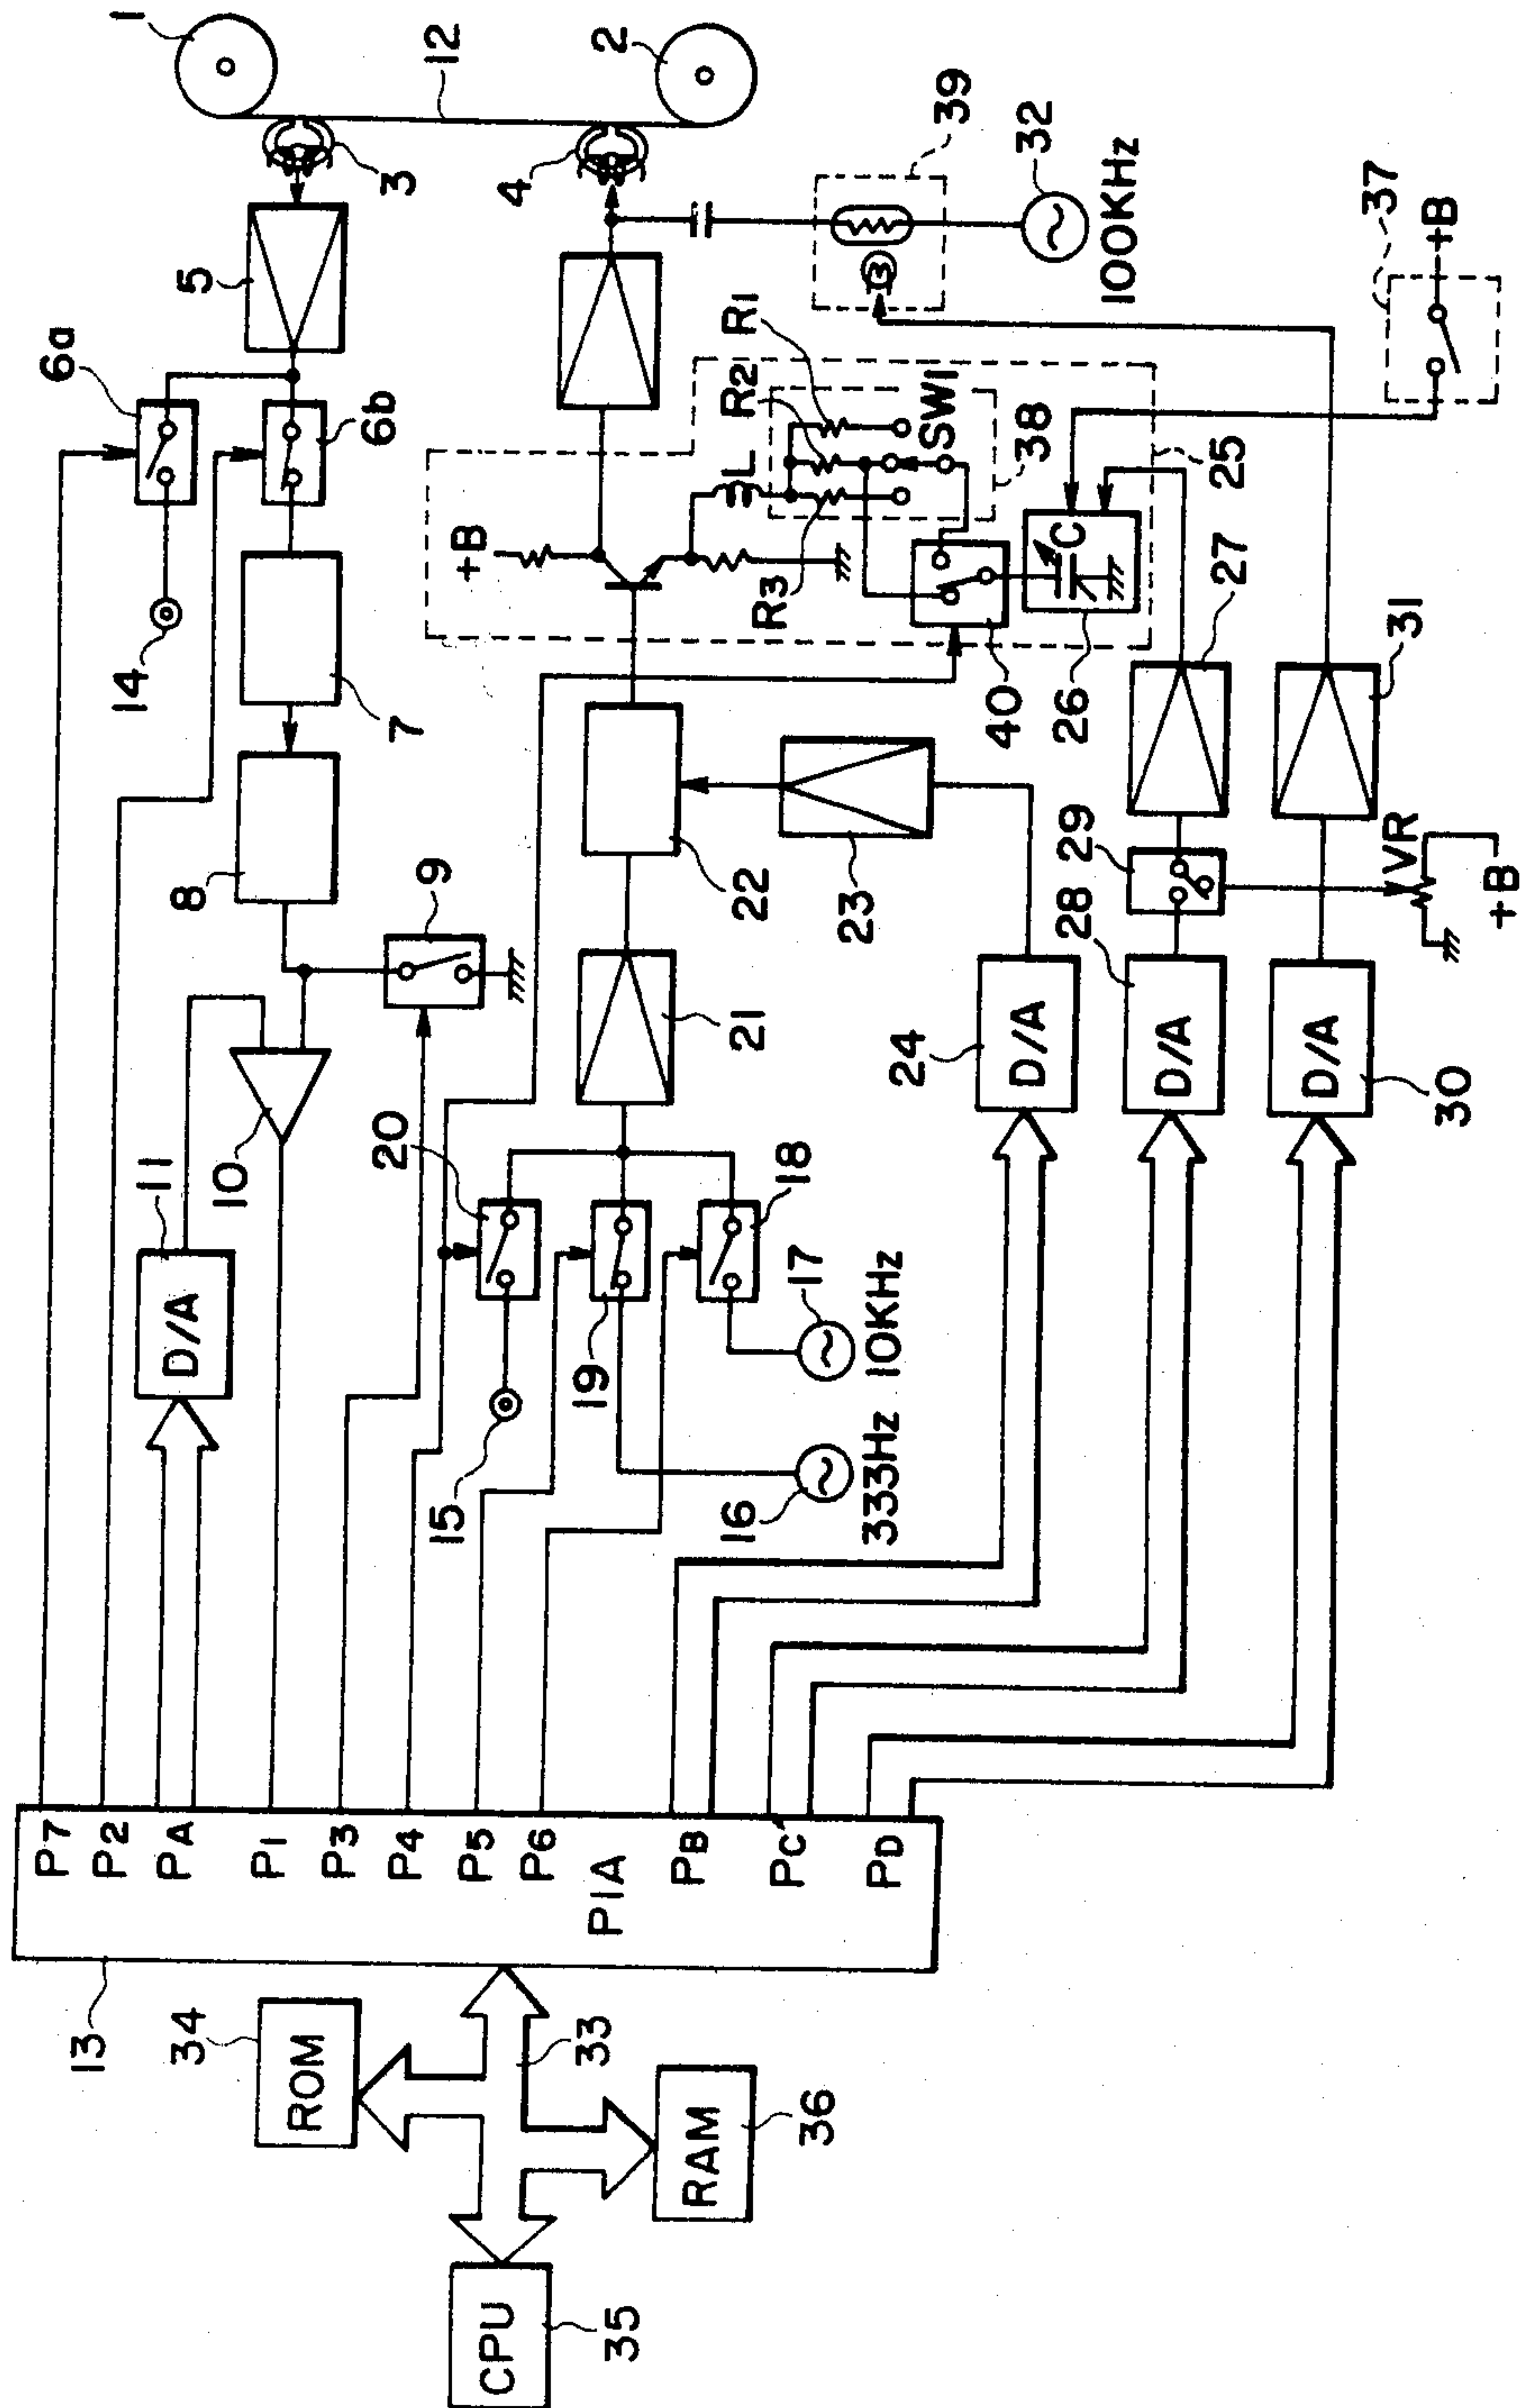 1
12
2
3
4
5
39
32
100KHz
37
+B
6a
6b
14
7
8
+B
L
R1
R2
R3
SW1
38
C
25
40
26
27
31
9
22
23
29
28
VR
+B
10
11
D/A
21
24
D/A
D/A
D/A
30
20
19
18
17
10KHz
15
16
333Hz
P7
P2
PA
P1
P3
P4
P5
P6
PIA
PB
PC
PD
13
34
ROM
33
RAM
36
CPU
35